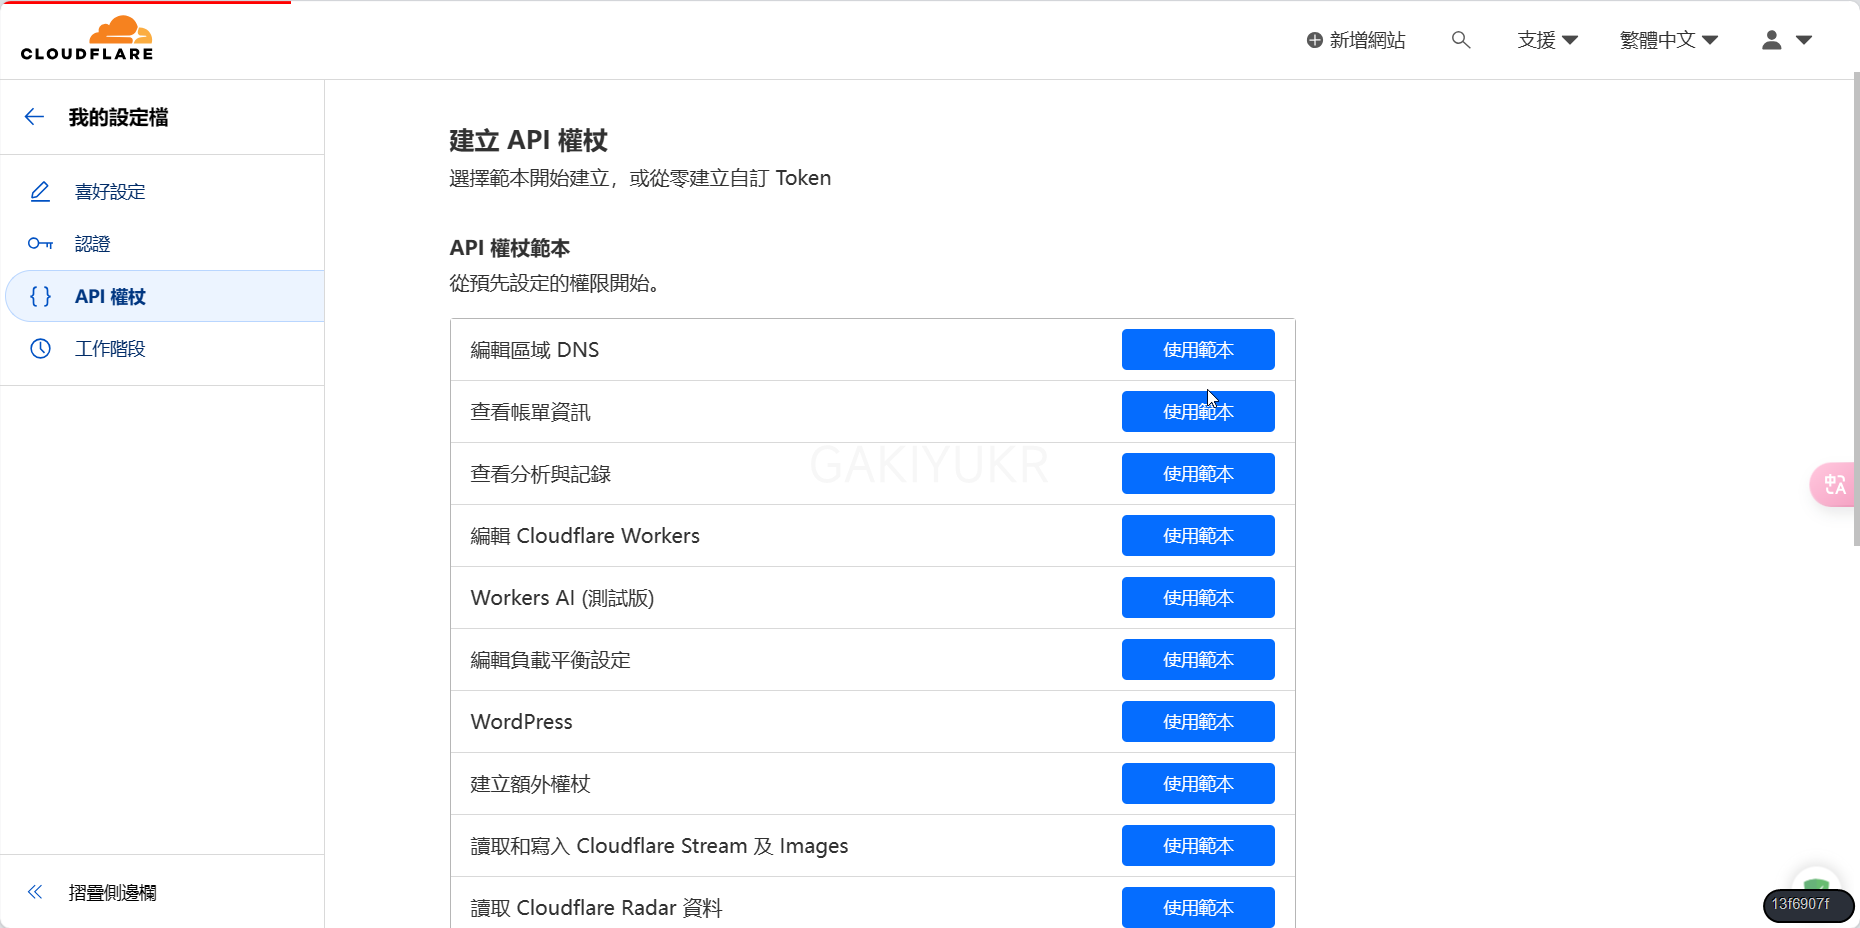 CLOUDFLARE
新增網站
支援
繁體中文
我的設定檔
喜好設定
認證
API 權杖
工作階段
摺疊側邊欄
建立 API 權杖
選擇範本開始建立，或從零建立自訂 Token
API 權杖範本
從預先設定的權限開始。
編輯區域 DNS 使用範本
查看帳單資訊 使用範本
查看分析與記錄 使用範本
GAKIYUKR
編輯 Cloudflare Workers 使用範本
Workers AI (測試版) 使用範本
編輯負載平衡設定 使用範本
WordPress 使用範本
建立額外權杖 使用範本
讀取和寫入 Cloudflare Stream 及 Images 使用範本
讀取 Cloudflare Radar 資料 使用範本
中A
13f6907f